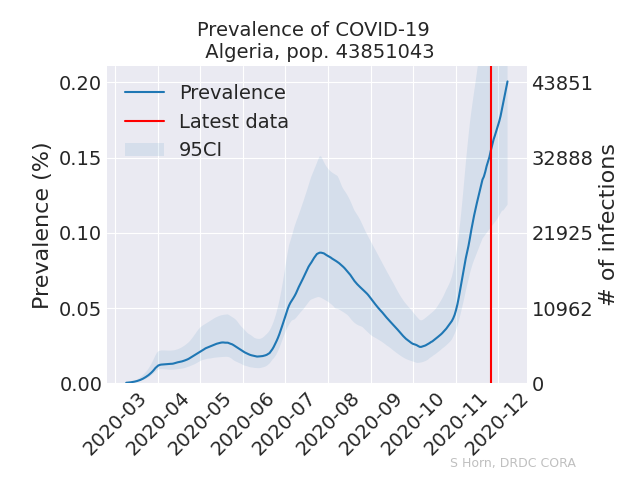 Prevalence of COVID-19
Algeria, pop. 43851043
Prevalence
Latest data
95CI
Prevalence (%)
0.20
0.15
0.10
0.05
0.00
43851
32888
21925
10962
0
# of infections
2020-03
2020-04
2020-05
2020-06
2020-07
2020-08
2020-09
2020-10
2020-11
2020-12
S Horn, DRDC CORA